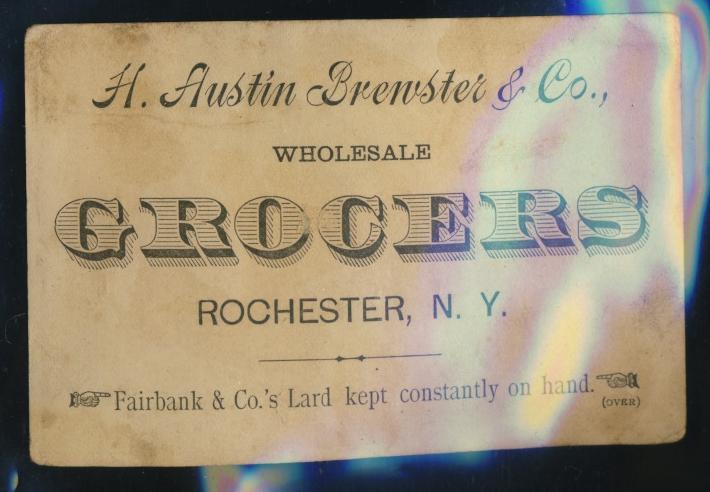 H. Austin Brewster & Co.,
WHOLESALE
GROCERS
ROCHESTER, N. Y.
Fairbank & Co.'s Lard kept constantly on hand.
(OVER)